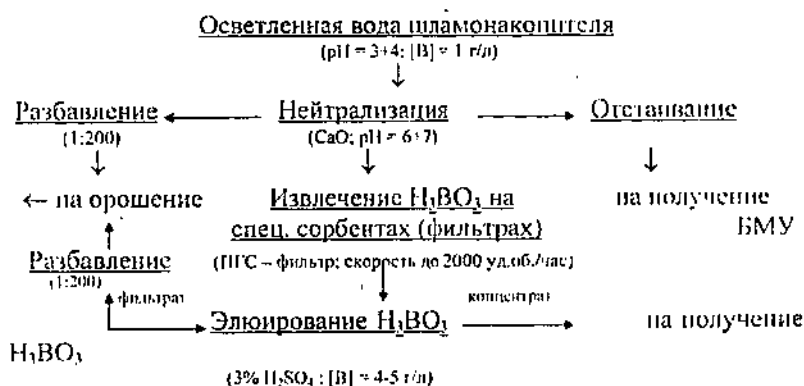 Осветленная вода шламонакопителя
(pH = 3÷4; [B] = 1 г/л)
Разбавление Нейтрализация Отстаивание
(1:200) (CaO; pH = 6÷7)
← на орошение Извлечение H₃BO₃ на на получение
спец. сорбентах (фильтрах) БМУ
Разбавление (ПГС – фильтр; скорость до 2000 уд.об./час)
(1:200) фильтрат концентрат
Элюирование H₃BO₃ на получение
H₃BO₃
(3% H₂SO₄ ; [B] = 4-5 г/л)